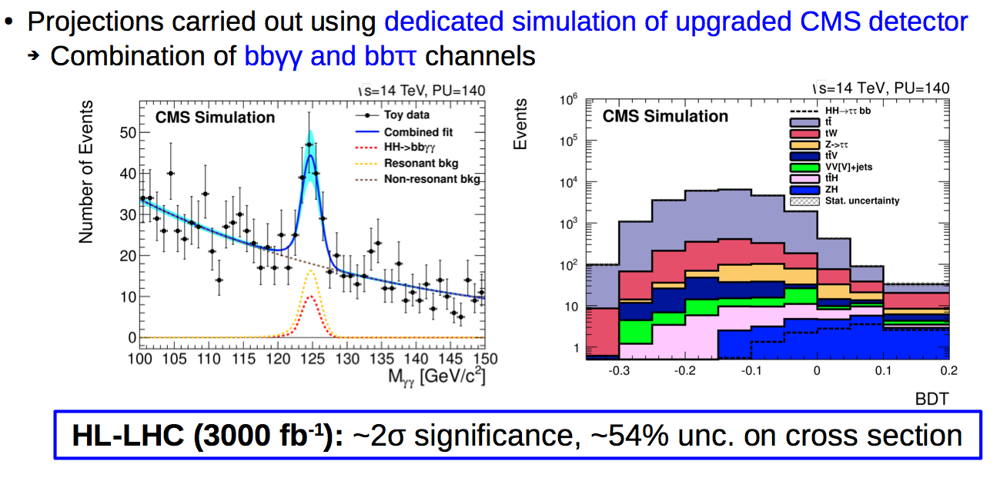 • Projections carried out using dedicated simulation of upgraded CMS detector
→ Combination of bbγγ and bbττ channels
√s=14 TeV, PU=140
CMS Simulation
Toy data
Combined fit
HH->bbγγ
Resonant bkg
Non-resonant bkg
Number of Events
50
40
30
20
10
0
100 105 110 115 120 125 130 135 140 145 150
Mγγ [GeV/c²]
√s=14 TeV, PU=140
CMS Simulation
HH→ττ bb
tt̄
tW
Z->ττ
tt̄V
VV[V]+jets
tt̄H
ZH
Stat. uncertainty
Events
10⁶
10⁵
10⁴
10³
10²
10
1
-0.3 -0.2 -0.1 0 0.1 0.2
BDT
HL-LHC (3000 fb⁻¹): ~2σ significance, ~54% unc. on cross section